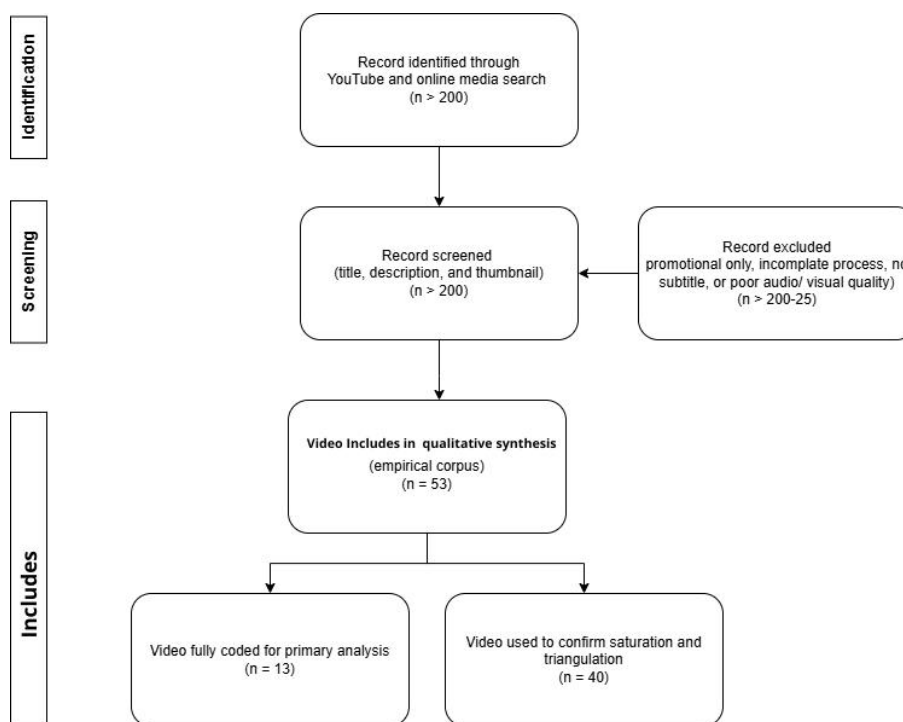 Identification
Record identified through
YouTube and online media search
(n > 200)
Screening
Record screened
(title, description, and thumbnail)
(n > 200)
Record excluded
promotional only, incomplate process, no
subtitle, or poor audio/ visual quality)
(n > 200-25)
Includes
Video Includes in qualitative synthesis
(empirical corpus)
(n = 53)
Video fully coded for primary analysis
(n = 13)
Video used to confirm saturation and
triangulation
(n = 40)